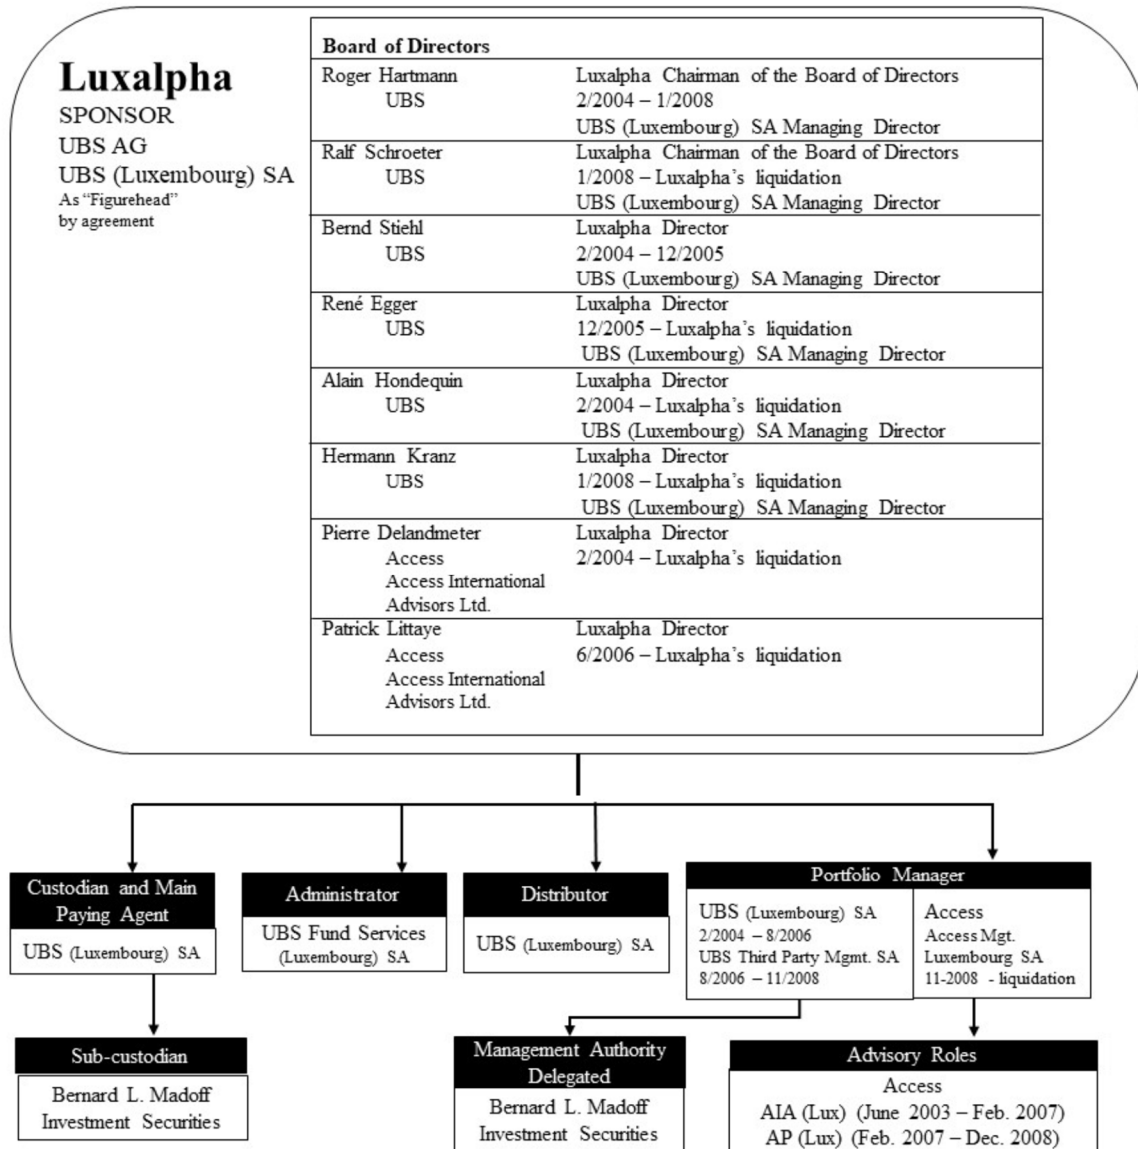 Luxalpha
SPONSOR
UBS AG
UBS (Luxembourg) SA
As “Figurehead”
by agreement
Board of Directors
Roger Hartmann Luxalpha Chairman of the Board of Directors
UBS 2/2004 – 1/2008
UBS (Luxembourg) SA Managing Director
Ralf Schroeter Luxalpha Chairman of the Board of Directors
UBS 1/2008 – Luxalpha’s liquidation
UBS (Luxembourg) SA Managing Director
Bernd Stiehl Luxalpha Director
UBS 2/2004 – 12/2005
UBS (Luxembourg) SA Managing Director
René Egger Luxalpha Director
UBS 12/2005 – Luxalpha’s liquidation
UBS (Luxembourg) SA Managing Director
Alain Hondequin Luxalpha Director
UBS 2/2004 – Luxalpha’s liquidation
UBS (Luxembourg) SA Managing Director
Hermann Kranz Luxalpha Director
UBS 1/2008 – Luxalpha’s liquidation
UBS (Luxembourg) SA Managing Director
Pierre Delandmeter Luxalpha Director
Access 2/2004 – Luxalpha’s liquidation
Access International
Advisors Ltd.
Patrick Littaye Luxalpha Director
Access 6/2006 – Luxalpha’s liquidation
Access International
Advisors Ltd.
Custodian and Main
Paying Agent
UBS (Luxembourg) SA
Administrator
UBS Fund Services
(Luxembourg) SA
Distributor
UBS (Luxembourg) SA
Portfolio Manager
UBS (Luxembourg) SA
2/2004 – 8/2006
UBS Third Party Mgmt. SA
8/2006 – 11/2008
Access
Access Mgt.
Luxembourg SA
11-2008 - liquidation
Sub-custodian
Bernard L. Madoff
Investment Securities
Management Authority
Delegated
Bernard L. Madoff
Investment Securities
Advisory Roles
Access
AIA (Lux) (June 2003 – Feb. 2007)
AP (Lux) (Feb. 2007 – Dec. 2008)